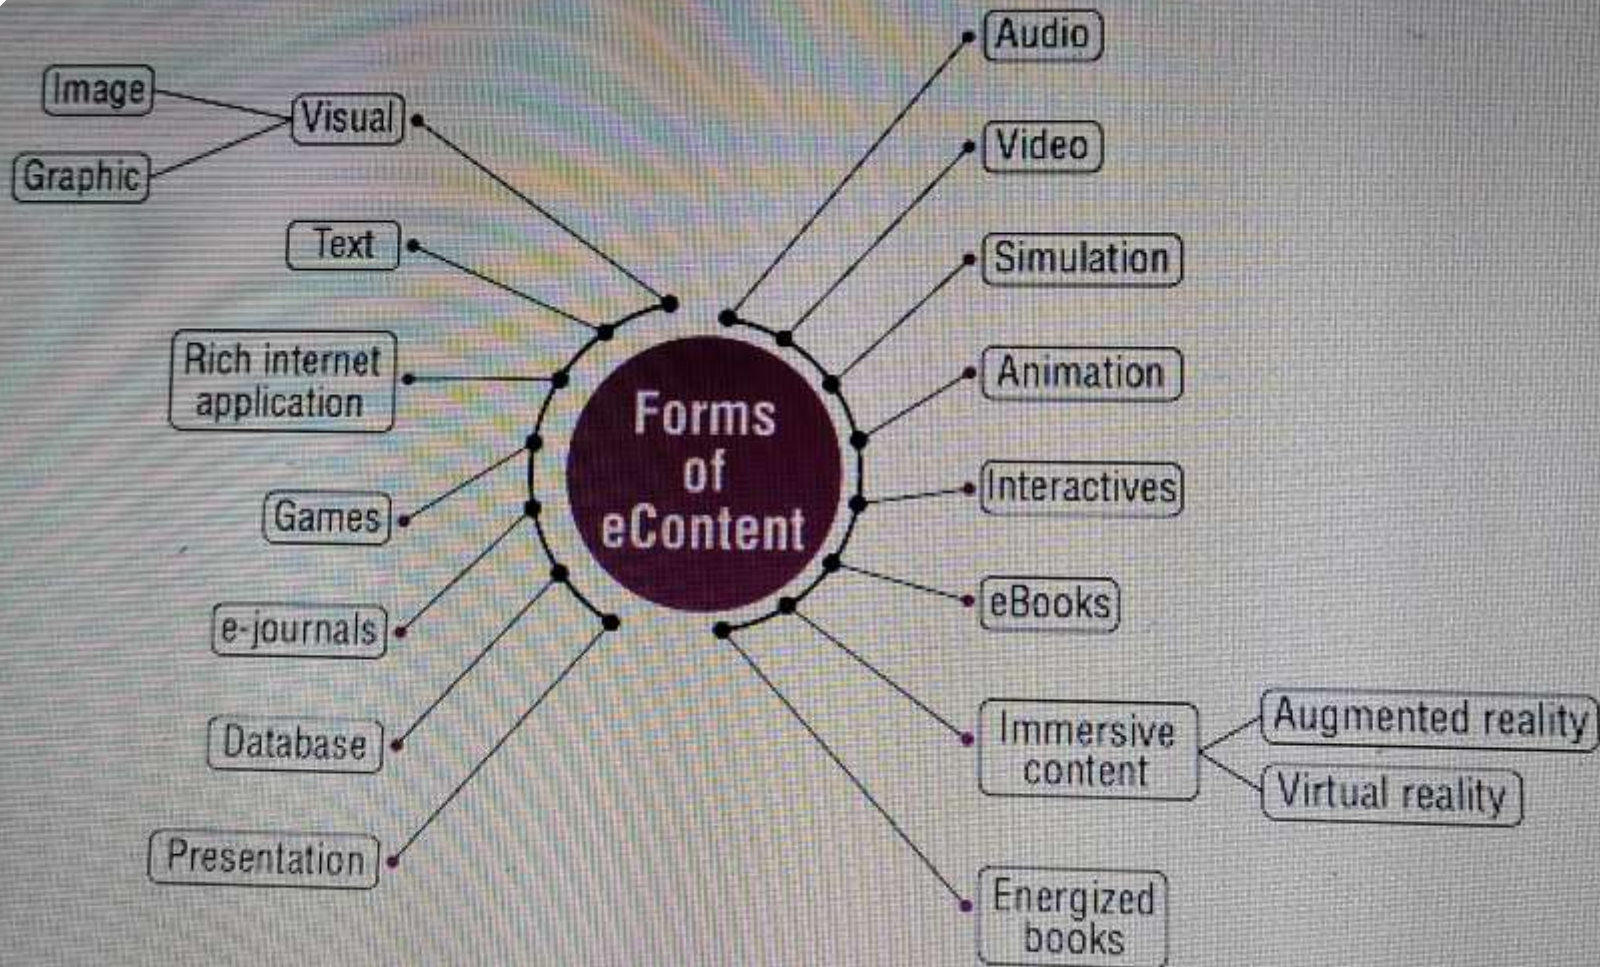 Forms
of
eContent
Audio
Video
Simulation
Animation
Interactives
eBooks
Immersive
content
Augmented reality
Virtual reality
Energized
books
Visual
Image
Graphic
Text
Rich internet
application
Games
e-journals
Database
Presentation